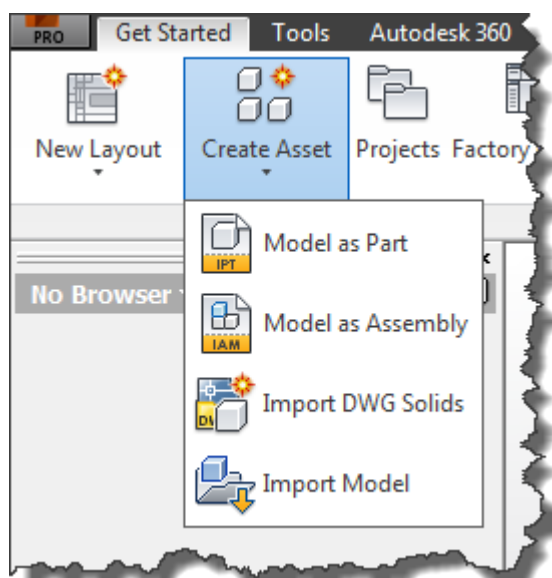 PRO Get Started Tools Autodesk 360
New Layout Create Asset Projects Factory
IPT Model as Part
No Browser
IAM Model as Assembly
Import DWG Solids
Import Model